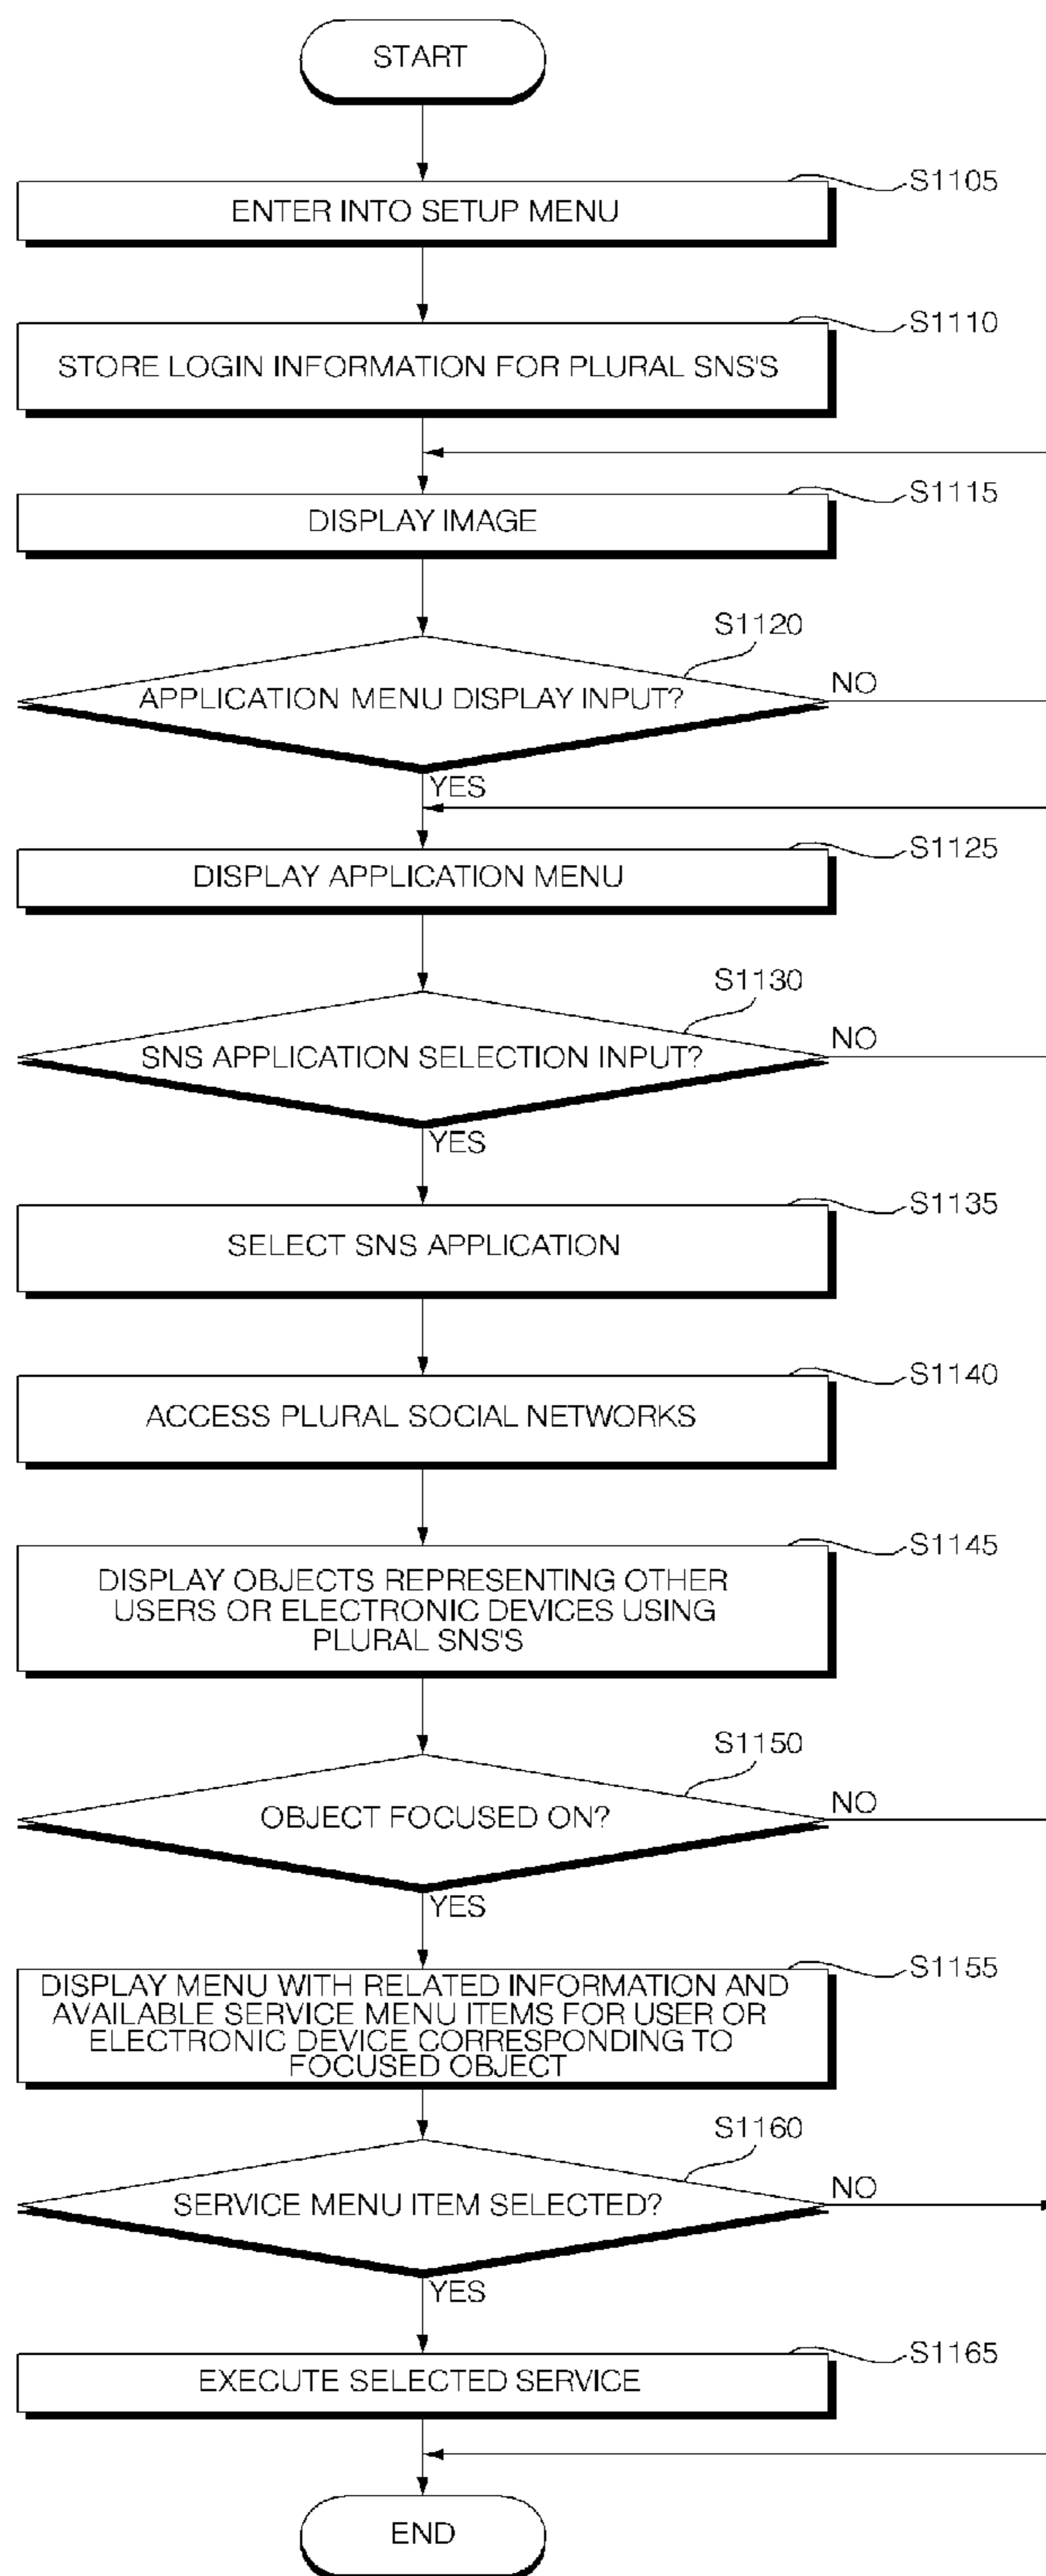 START
S1105
ENTER INTO SETUP MENU
S1110
STORE LOGIN INFORMATION FOR PLURAL SNS'S
S1115
DISPLAY IMAGE
S1120
APPLICATION MENU DISPLAY INPUT?
NO
YES
S1125
DISPLAY APPLICATION MENU
S1130
SNS APPLICATION SELECTION INPUT?
NO
YES
S1135
SELECT SNS APPLICATION
S1140
ACCESS PLURAL SOCIAL NETWORKS
S1145
DISPLAY OBJECTS REPRESENTING OTHER
USERS OR ELECTRONIC DEVICES USING
PLURAL SNS'S
S1150
OBJECT FOCUSED ON?
NO
YES
S1155
DISPLAY MENU WITH RELATED INFORMATION AND
AVAILABLE SERVICE MENU ITEMS FOR USER OR
ELECTRONIC DEVICE CORRESPONDING TO
FOCUSED OBJECT
S1160
SERVICE MENU ITEM SELECTED?
NO
YES
S1165
EXECUTE SELECTED SERVICE
END